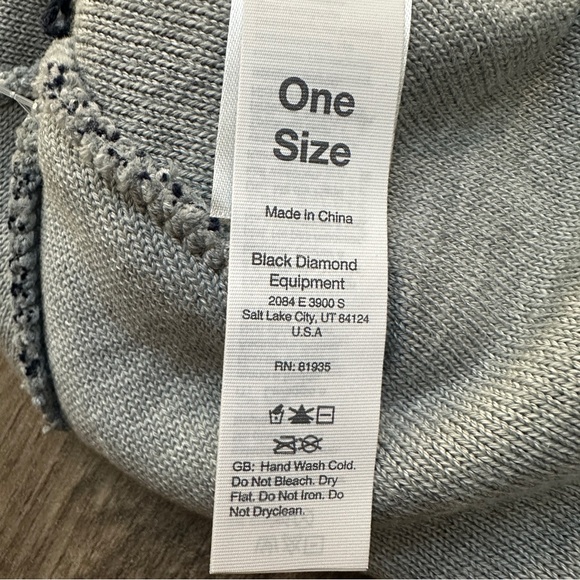 One
Size
Made in China
Black Diamond
Equipment
2084 E 3900 S
Salt Lake City, UT 84124
U.S.A
RN: 81935
GB: Hand Wash Cold.
Do Not Bleach. Dry
Flat. Do Not Iron. Do
Not Dryclean.